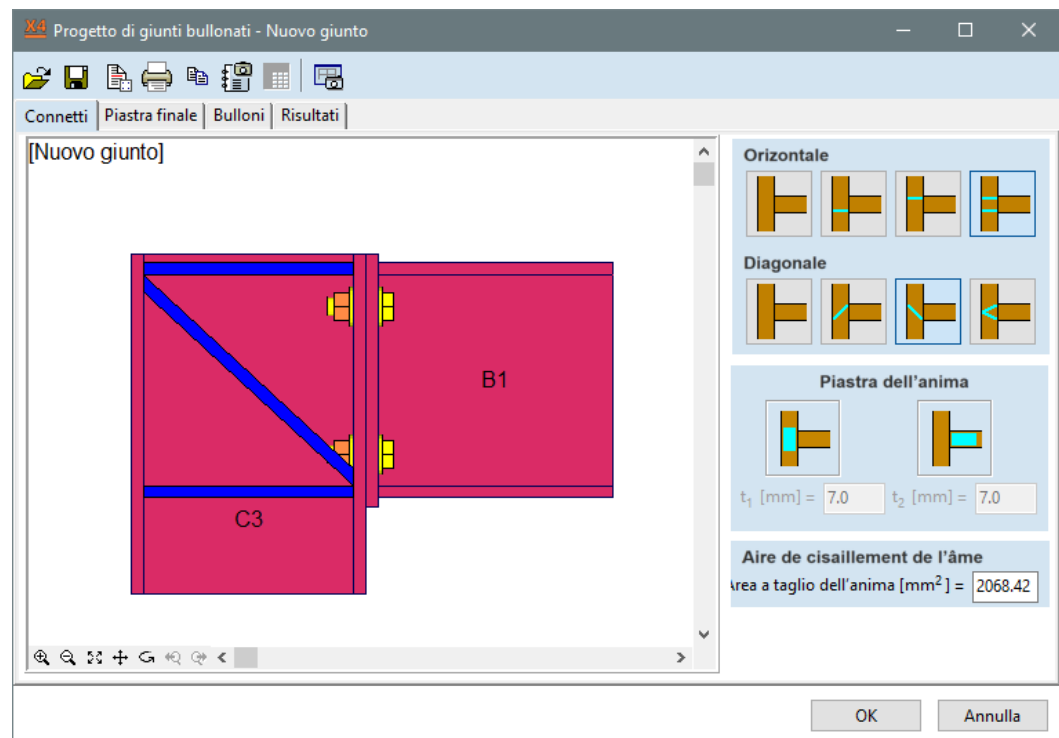 X4 Progetto di giunti bullonati - Nuovo giunto
Connetti Piastra finale Bulloni Risultati
[Nuovo giunto]
B1
C3
Orizontale
Diagonale
Piastra dell'anima
t1 [mm] = 7.0 t2 [mm] = 7.0
Aire de cisaillement de l'âme
Area a taglio dell'anima [mm2] = 2068.42
OK Annulla